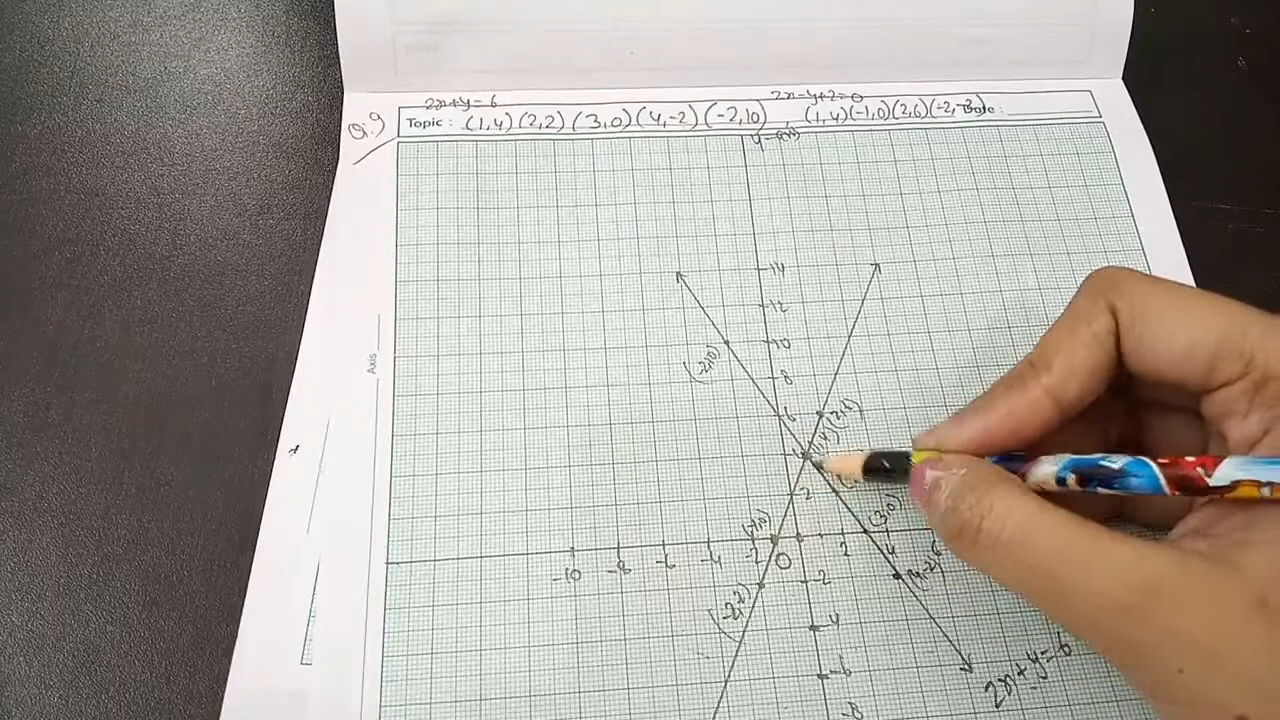 2x+y=6 2x-y+2=0
Q:9
Topic : (1,4) (2,2) (3,0) (4,-2) (-2,10) , (1,4)(-1,0)(2,6)(-2,-2)
Axis
14
12
10
(-2,10)
8
6
(2,6)
4
2
(3,0)
(-1,0)
-10 -8 -6 -4 -2 0 2 4 6
(4,-2)
-2
(-2,-2)
-4
-6
2x+y=6
-8